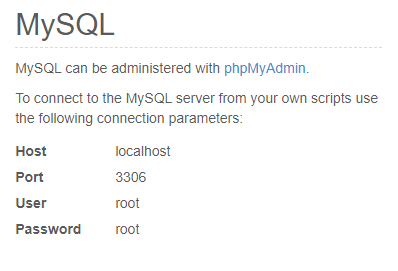 MySQL
MySQL can be administered with phpMyAdmin.
To connect to the MySQL server from your own scripts use
the following connection parameters:
Host localhost
Port 3306
User root
Password root